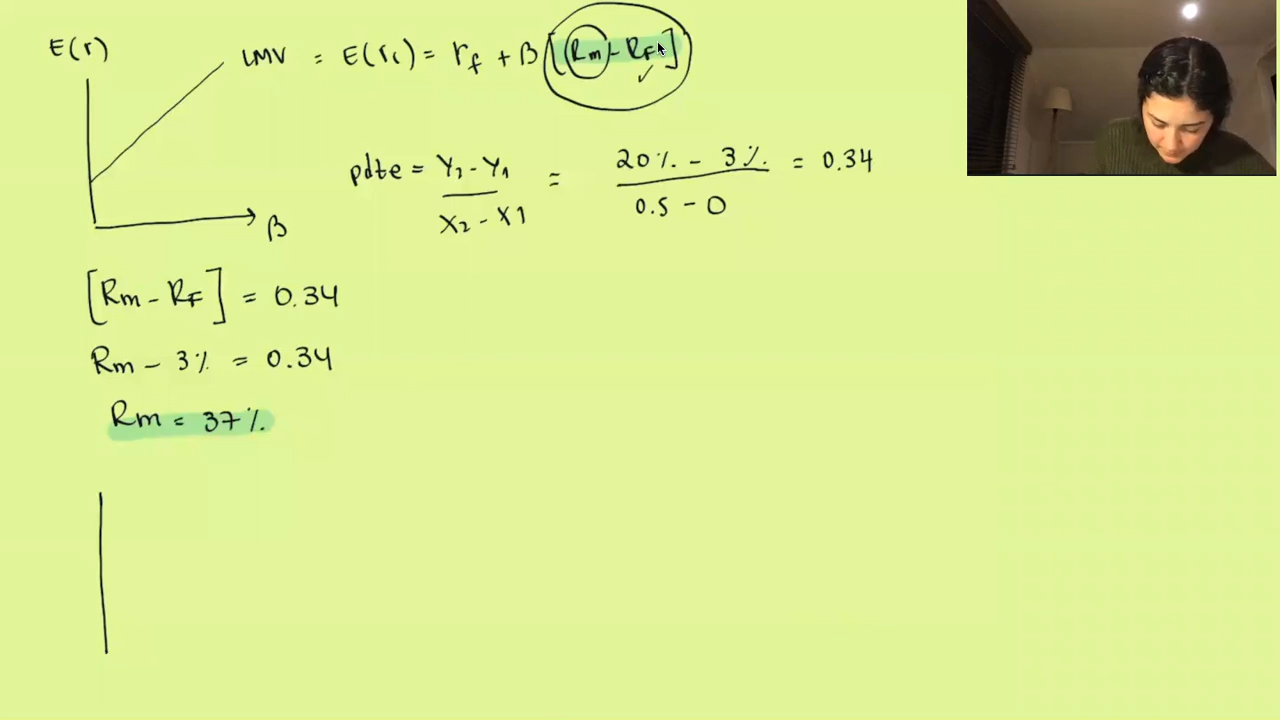 E(r)
LMV = E(ri) = rf + β [Rm - RF]
β
pdte = Y2 - Y1 / X2 - X1 = 20% - 3% / 0.5 - 0 = 0.34
[Rm - RF] = 0.34
Rm - 3% = 0.34
Rm = 37%